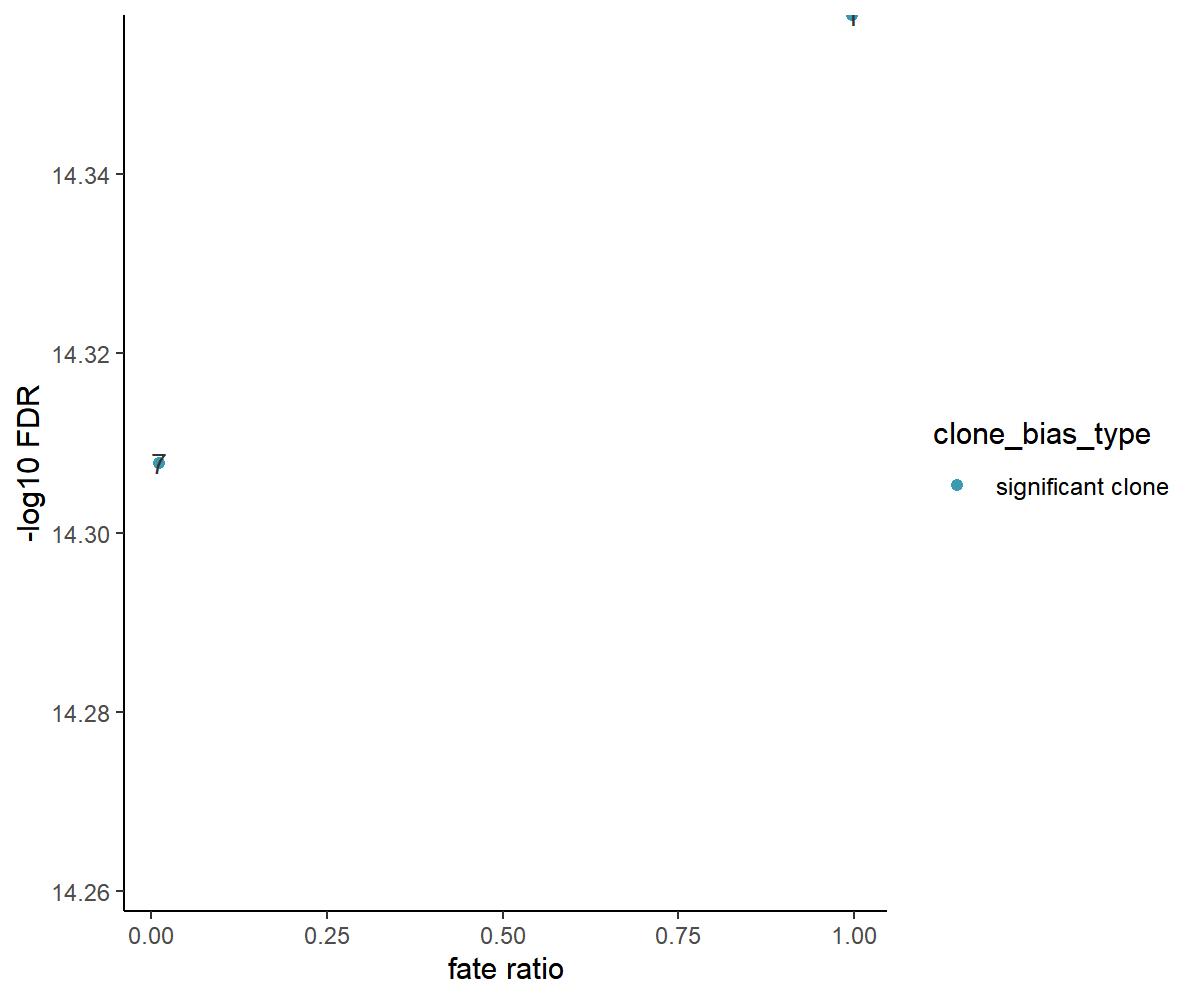 14.34
14.32
14.30
14.28
14.26
-log10 FDR
7
0.00 0.25 0.50 0.75 1.00
fate ratio
clone_bias_type
significant clone